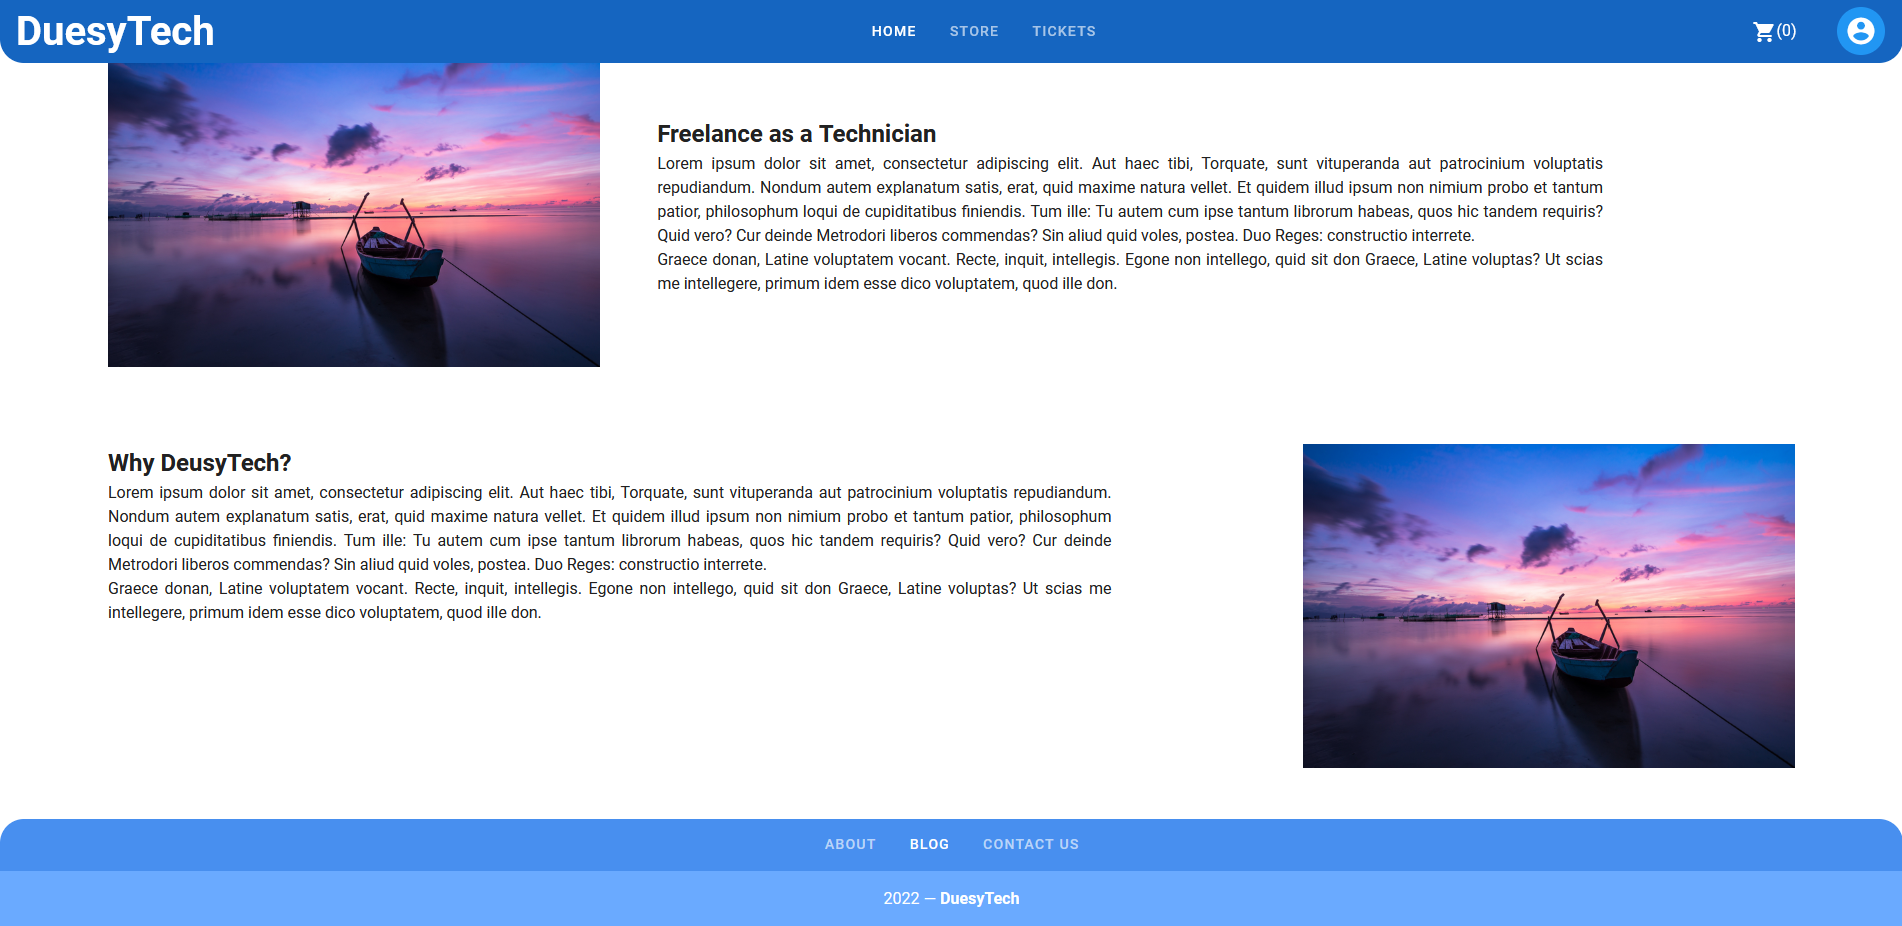 DuesyTech
HOME STORE TICKETS
(0)
Freelance as a Technician
Lorem ipsum dolor sit amet, consectetur adipiscing elit. Aut haec tibi, Torquate, sunt vituperanda aut patrocinium voluptatis
repudiandum. Nondum autem explanatum satis, erat, quid maxime natura vellet. Et quidem illud ipsum non nimium probo et tantum
patior, philosophum loqui de cupiditatibus finiendis. Tum ille: Tu autem cum ipse tantum librorum habeas, quos hic tandem requiris?
Quid vero? Cur deinde Metrodori liberos commendas? Sin aliud quid voles, postea. Duo Reges: constructio interrete.
Graece donan, Latine voluptatem vocant. Recte, inquit, intellegis. Egone non intellego, quid sit don Graece, Latine voluptas? Ut scias
me intellegere, primum idem esse dico voluptatem, quod ille don.
Why DeusyTech?
Lorem ipsum dolor sit amet, consectetur adipiscing elit. Aut haec tibi, Torquate, sunt vituperanda aut patrocinium voluptatis repudiandum.
Nondum autem explanatum satis, erat, quid maxime natura vellet. Et quidem illud ipsum non nimium probo et tantum patior, philosophum
loqui de cupiditatibus finiendis. Tum ille: Tu autem cum ipse tantum librorum habeas, quos hic tandem requiris? Quid vero? Cur deinde
Metrodori liberos commendas? Sin aliud quid voles, postea. Duo Reges: constructio interrete.
Graece donan, Latine voluptatem vocant. Recte, inquit, intellegis. Egone non intellego, quid sit don Graece, Latine voluptas? Ut scias me
intellegere, primum idem esse dico voluptatem, quod ille don.
ABOUT BLOG CONTACT US
2022 — DuesyTech